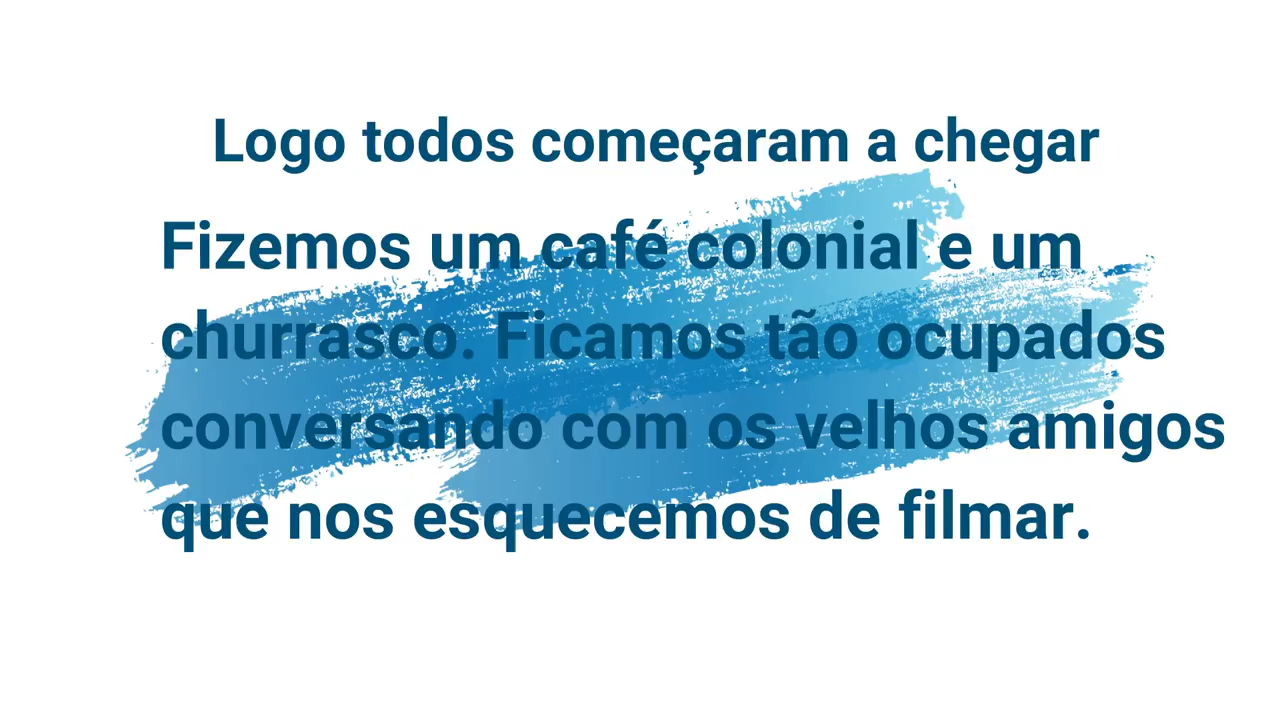 Logo todos começaram a chegar
Fizemos um café colonial e um
churrasco. Ficamos tão ocupados
conversando com os velhos amigos
que nos esquecemos de filmar.